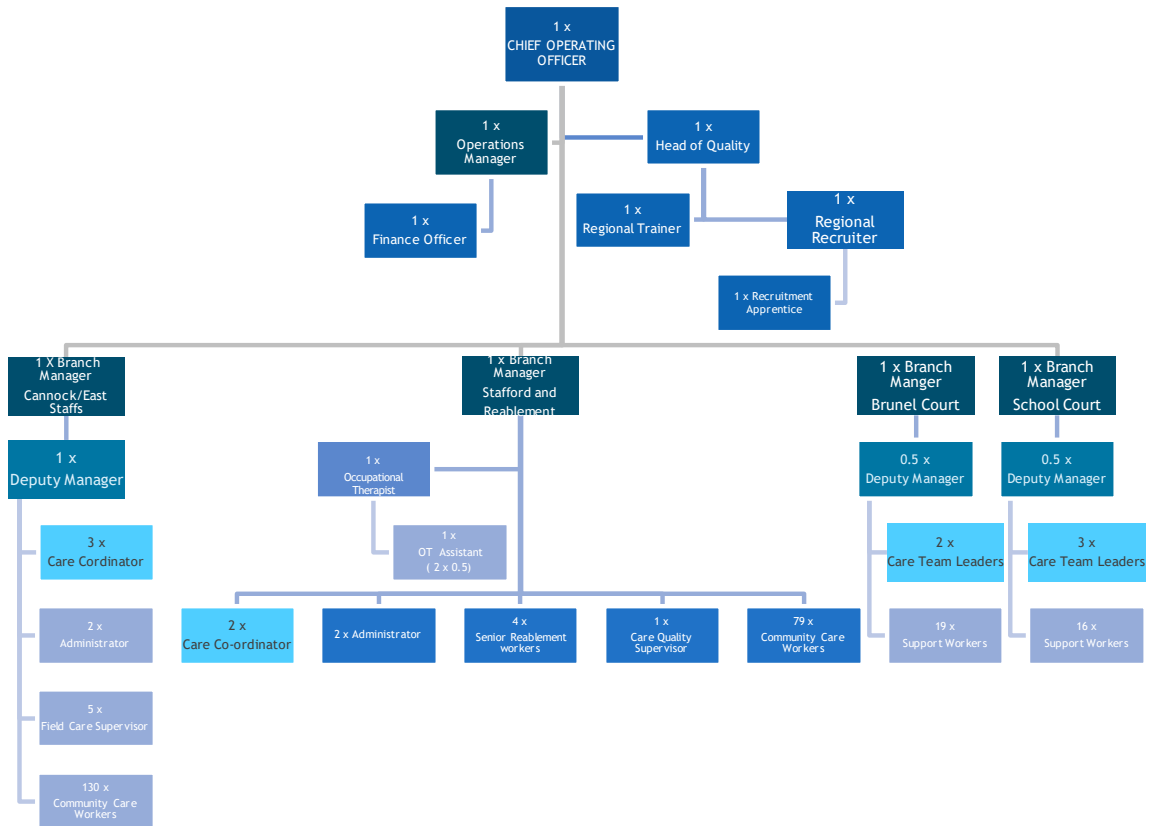 1 x
CHIEF OPERATING
OFFICER
1 x
Operations
Manager
1 x
Head of Quality
1 x
Finance Officer
1 x
Regional Trainer
1 x
Regional
Recruiter
1 x Recruitment
Apprentice
1 X Branch
Manager
Cannock/East
Staffs
1 x Branch
Manager
Stafford and
Reablement
1 x Branch
Manger
Brunel Court
1 x Branch
Manager
School Court
1 x
Deputy Manager
1 x
Occupational
Therapist
0.5 x
Deputy Manager
0.5 x
Deputy Manager
3 x
Care Cordinator
1 x
OT Assistant
( 2 x 0.5)
2 x
Care Team Leaders
3 x
Care Team Leaders
2 x
Administrator
2 x
Care Co-ordinator
2 x Administrator
4 x
Senior Reablement
workers
1 x
Care Quality
Supervisor
79 x
Community Care
Workers
19 x
Support Workers
16 x
Support Workers
5 x
Field Care Supervisor
130 x
Community Care
Workers